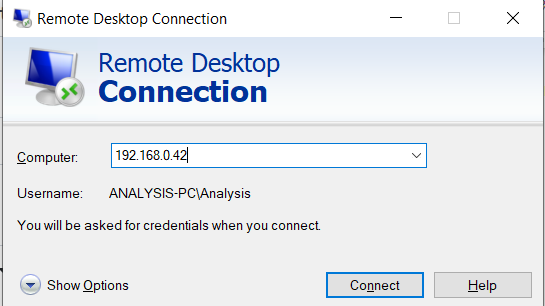 Remote Desktop Connection
Remote Desktop
Connection
Computer: 192.168.0.42
Username: ANALYSIS-PC\Analysis
You will be asked for credentials when you connect.
Show Options Connect Help